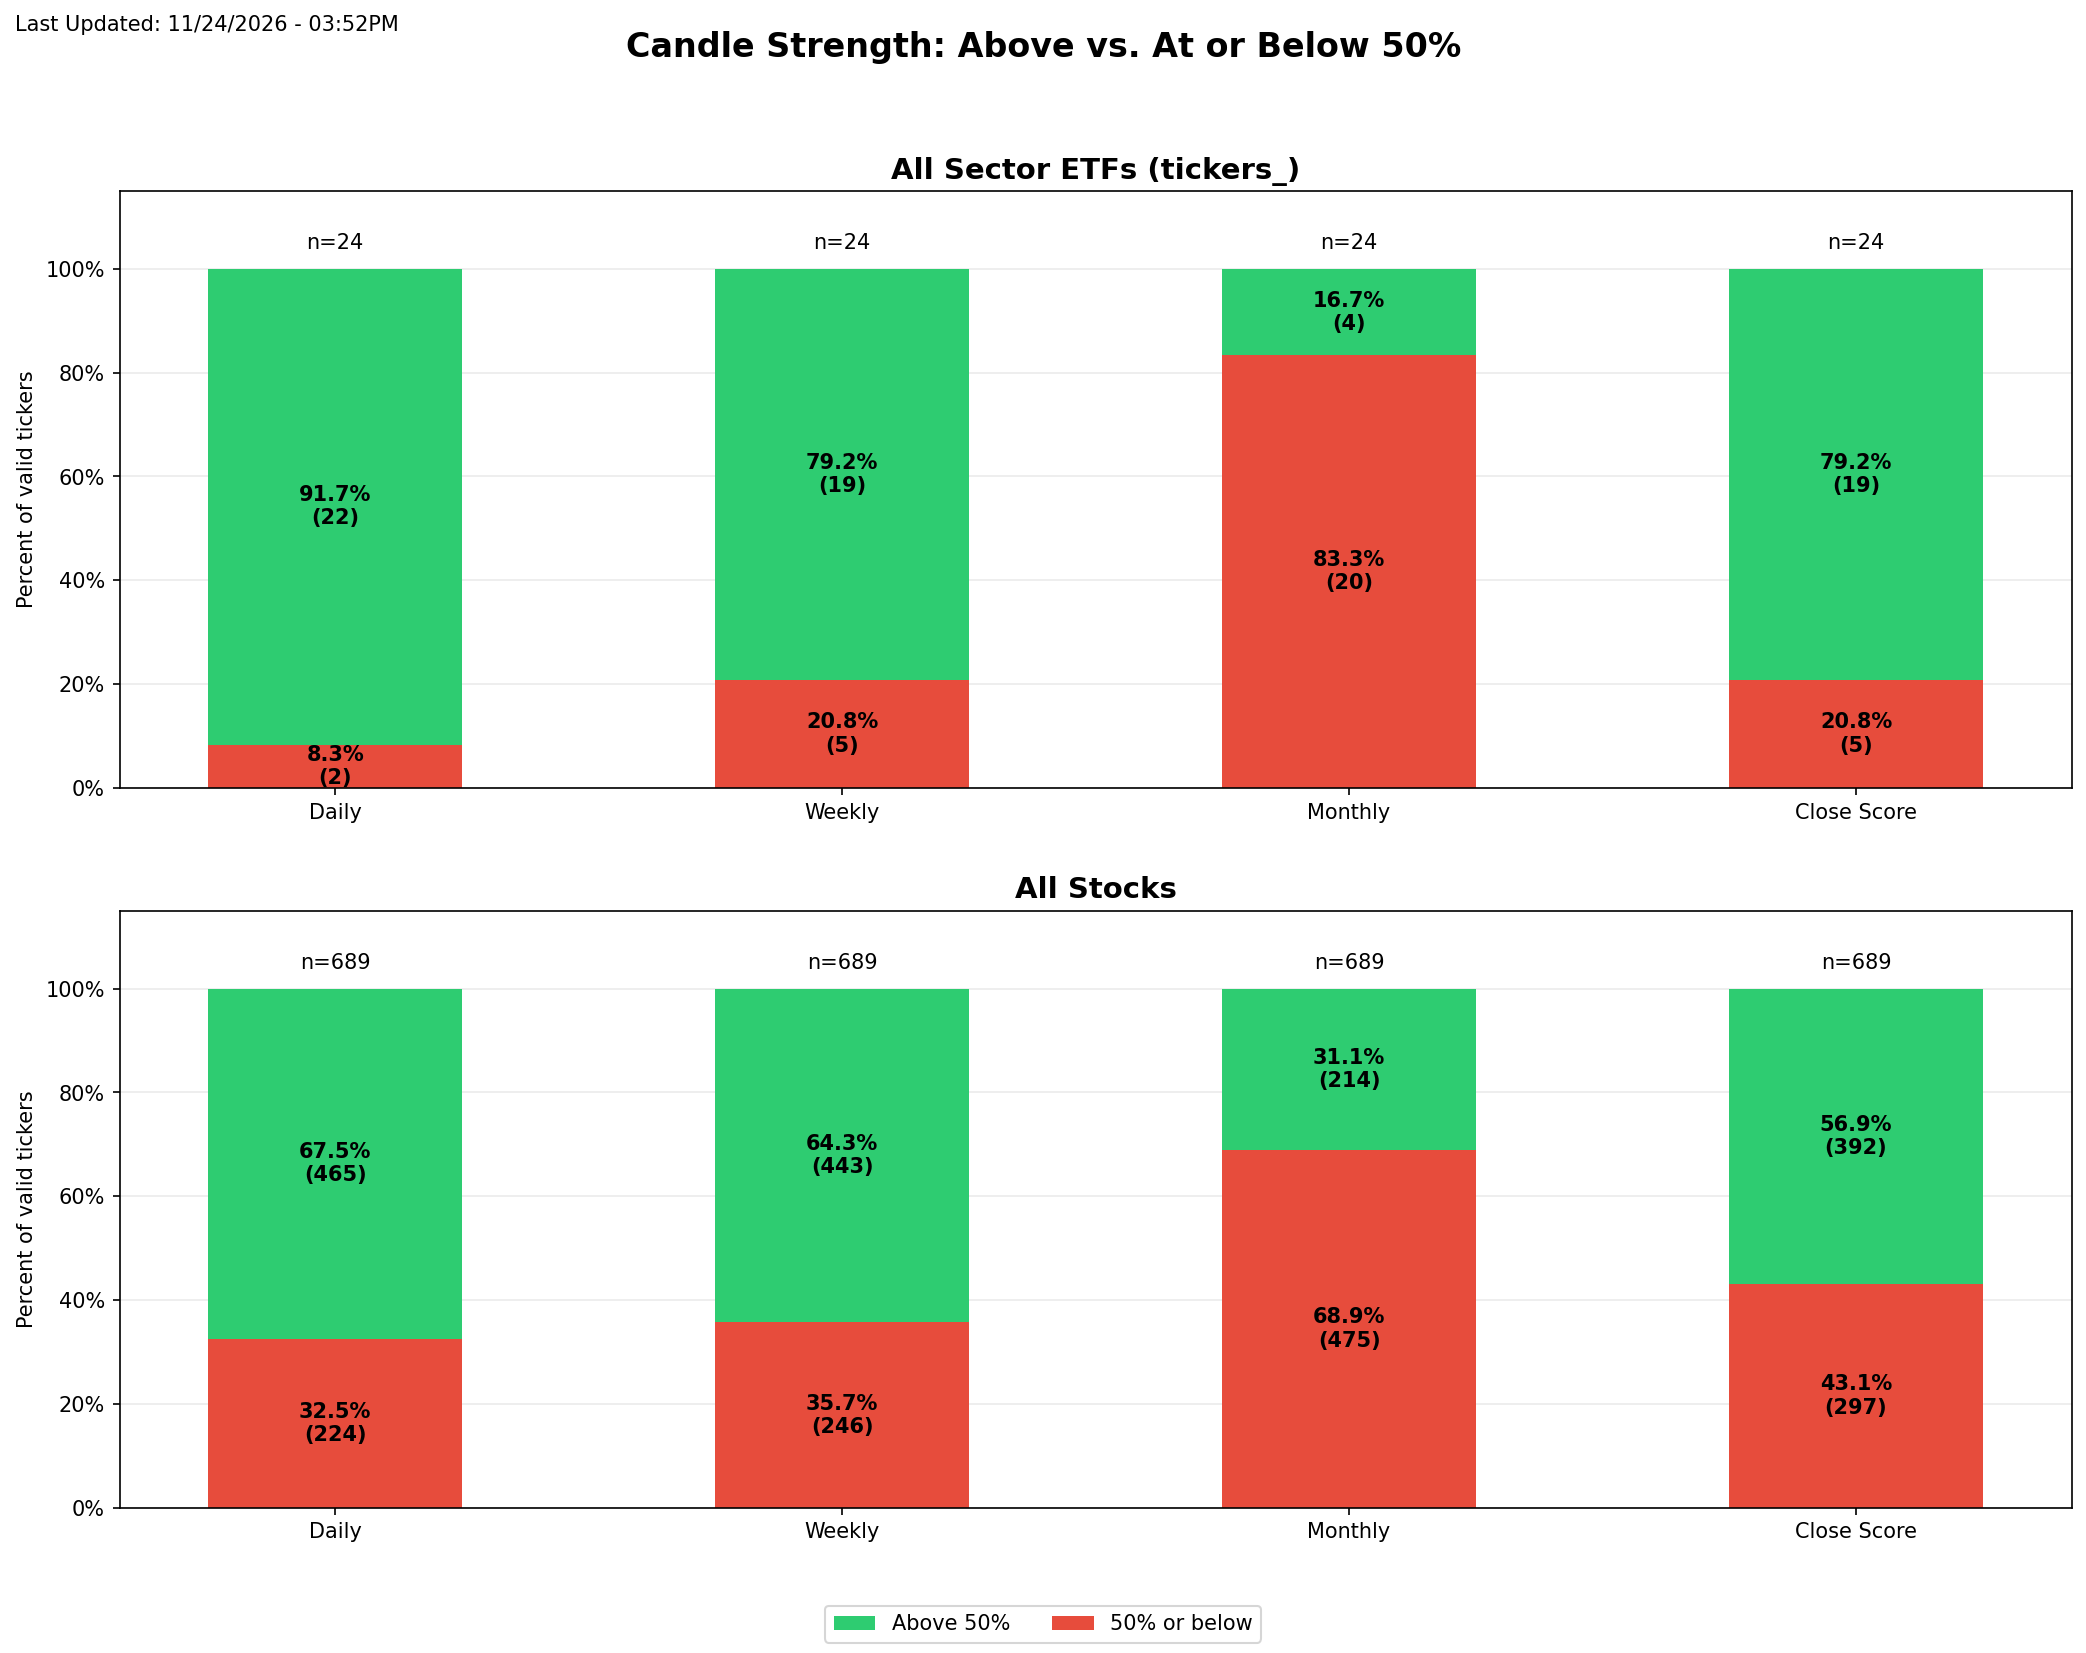 Last Updated: 11/24/2026 - 03:52PM
Candle Strength: Above vs. At or Below 50%
All Sector ETFs (tickers_)
Percent of valid tickers
100%
80%
60%
40%
20%
0%
n=24
n=24
n=24
n=24
91.7%
(22)
8.3%
(2)
79.2%
(19)
20.8%
(5)
16.7%
(4)
83.3%
(20)
79.2%
(19)
20.8%
(5)
Daily
Weekly
Monthly
Close Score
All Stocks
Percent of valid tickers
100%
80%
60%
40%
20%
0%
n=689
n=689
n=689
n=689
67.5%
(465)
32.5%
(224)
64.3%
(443)
35.7%
(246)
31.1%
(214)
68.9%
(475)
56.9%
(392)
43.1%
(297)
Daily
Weekly
Monthly
Close Score
Above 50%
50% or below